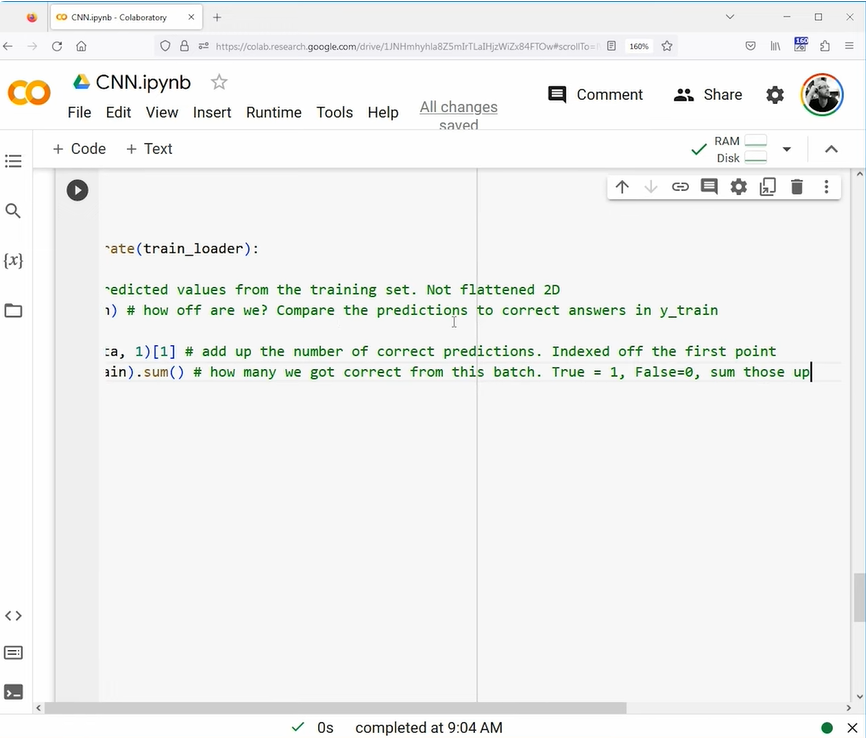 CNN.ipynb - Colaboratory
https://colab.research.google.com/drive/1JNHmhyhla8Z5mIrTLaIHjzWiZx84FTOw#scrollTo=
160%
160
CO
CNN.ipynb
File Edit View Insert Runtime Tools Help
All changes saved
Comment
Share
+ Code + Text
RAM
Disk
{x}
rate(train_loader):
redicted values from the training set. Not flattened 2D
) # how off are we? Compare the predictions to correct answers in y_train
ta, 1)[1] # add up the number of correct predictions. Indexed off the first point
ain).sum() # how many we got correct from this batch. True = 1, False=0, sum those up
<>
0s completed at 9:04 AM